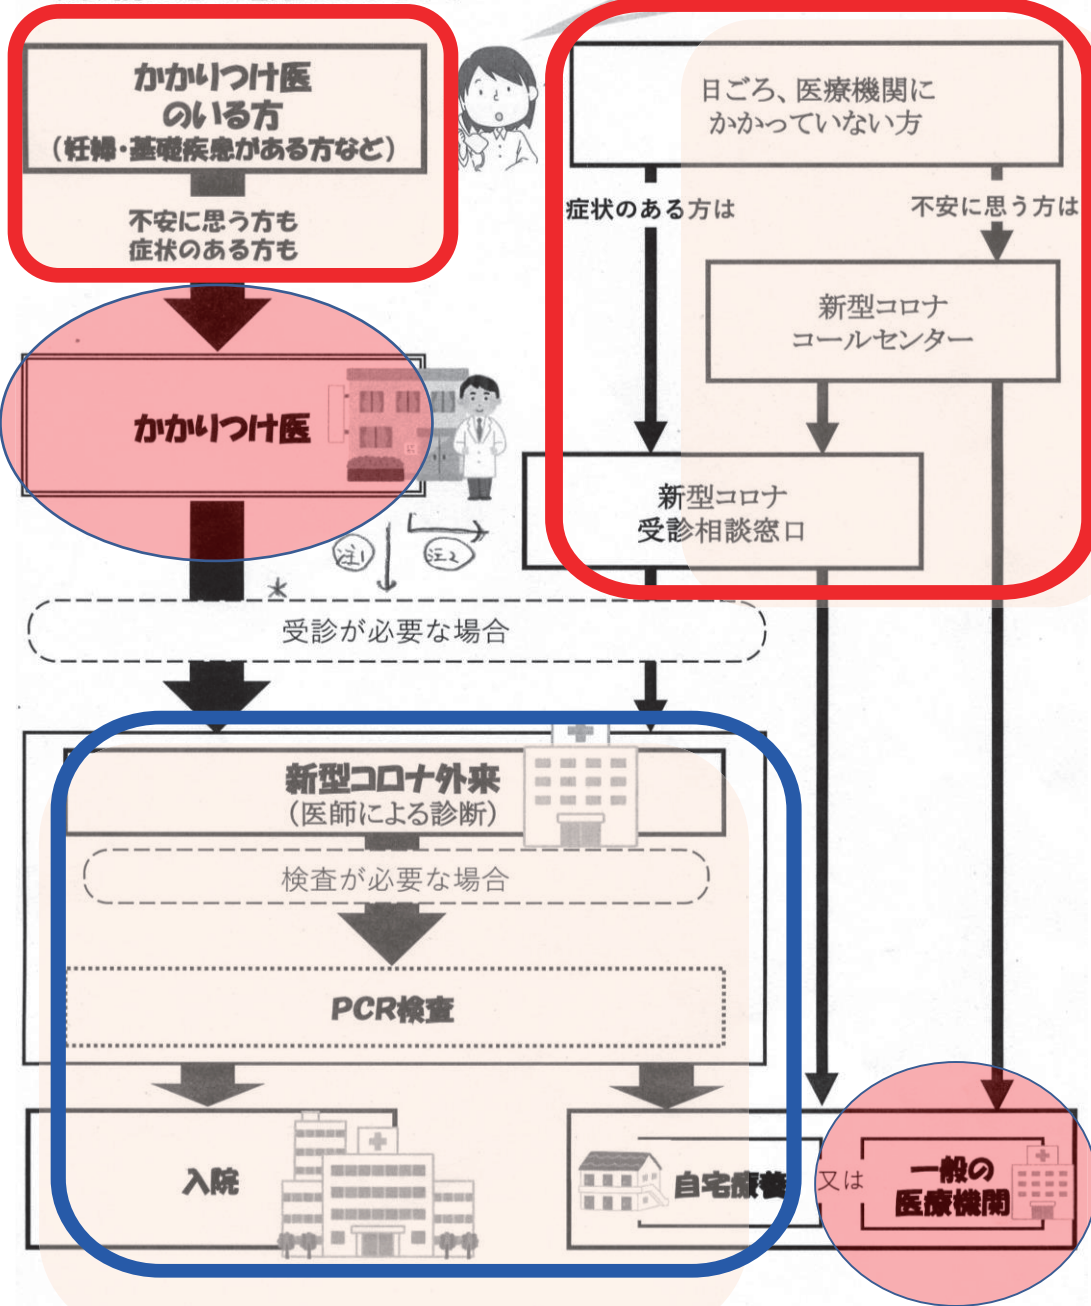 かかりつけ医
のいる方
（妊婦・基礎疾患がある方など）
不安に思う方も
症状のある方も
日ごろ、医療機関に
かかっていない方
症状のある方は
不安に思う方は
新型コロナ
コールセンター
かかりつけ医
新型コロナ
受診相談窓口
注1
注2
*
受診が必要な場合
新型コロナ外来
（医師による診断）
検査が必要な場合
PCR検査
入院
自宅療養
又は
一般の
医療機関